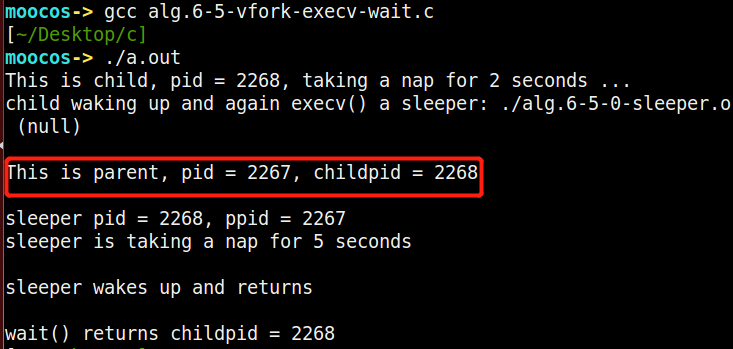 moocos-> gcc alg.6-5-vfork-execv-wait.c
[~/Desktop/c]
moocos-> ./a.out
This is child, pid = 2268, taking a nap for 2 seconds ...
child waking up and again execv() a sleeper: ./alg.6-5-0-sleeper.o
(null)
This is parent, pid = 2267, childpid = 2268
sleeper pid = 2268, ppid = 2267
sleeper is taking a nap for 5 seconds
sleeper wakes up and returns
wait() returns childpid = 2268